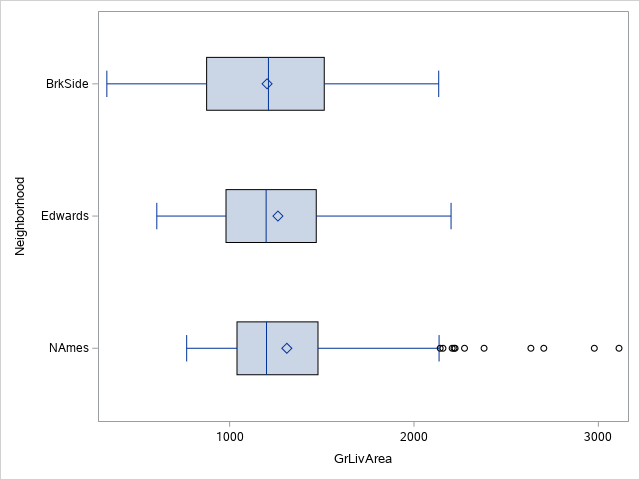 BrkSide
Edwards
NAmes
Neighborhood
1000 2000 3000
GrLivArea